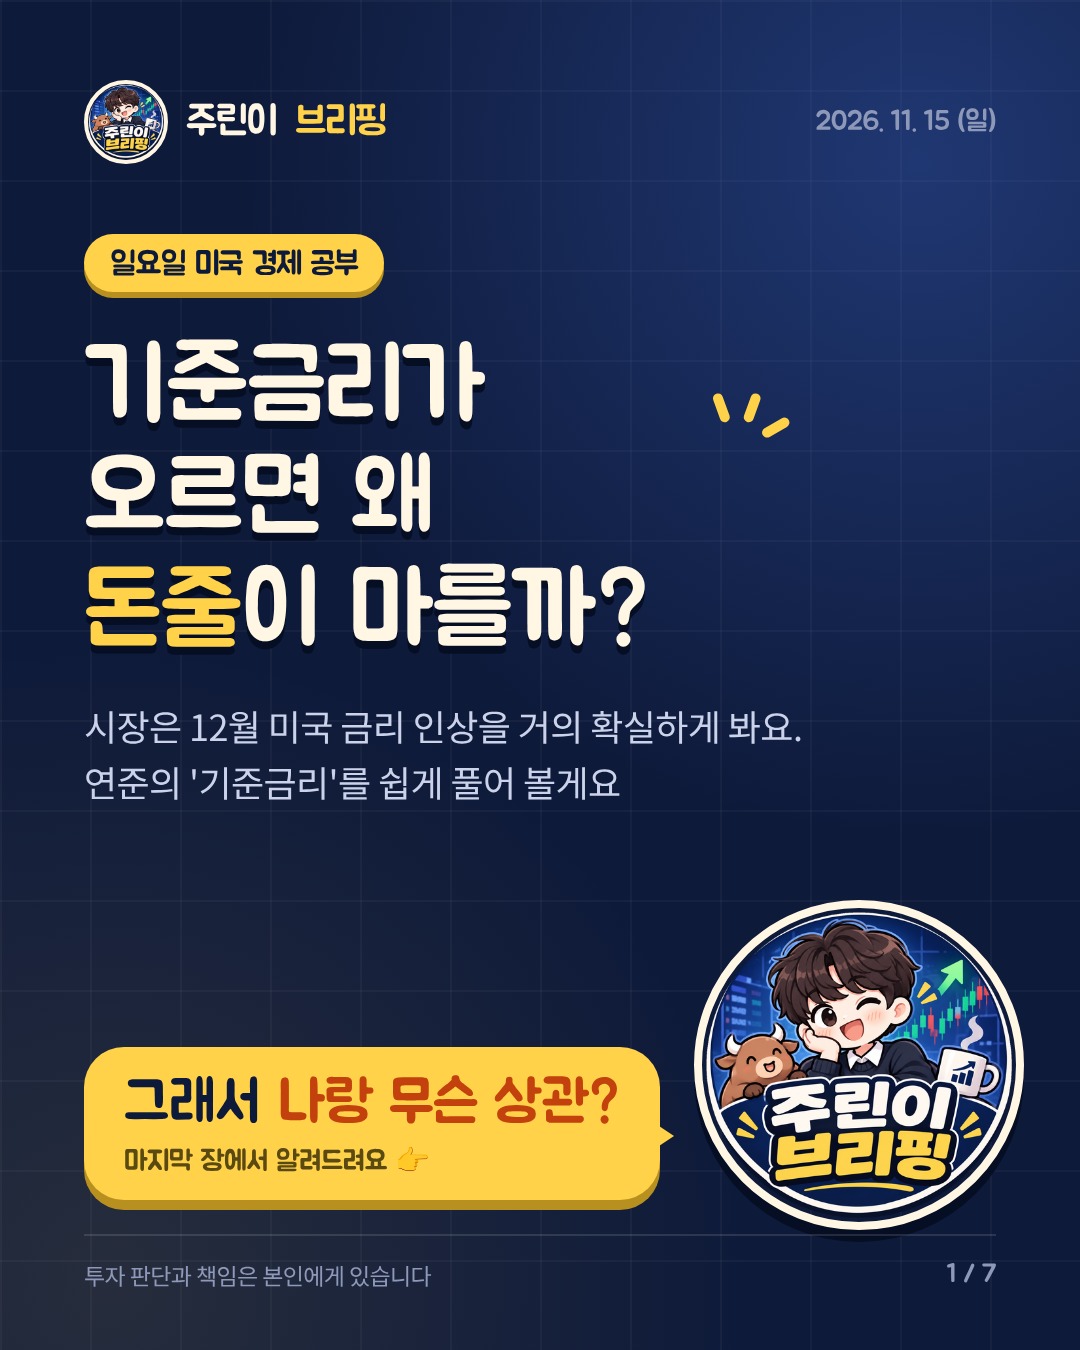 주린이 브리핑
주린이 브리핑
2026. 11. 15 (일)
일요일 미국 경제 공부
기준금리가
오르면 왜
돈줄이 마를까?
시장은 12월 미국 금리 인상을 거의 확실하게 봐요.
연준의 '기준금리'를 쉽게 풀어 볼게요
그래서 나랑 무슨 상관?
마지막 장에서 알려드려요 👉
주린이
브리핑
투자 판단과 책임은 본인에게 있습니다
1 / 7